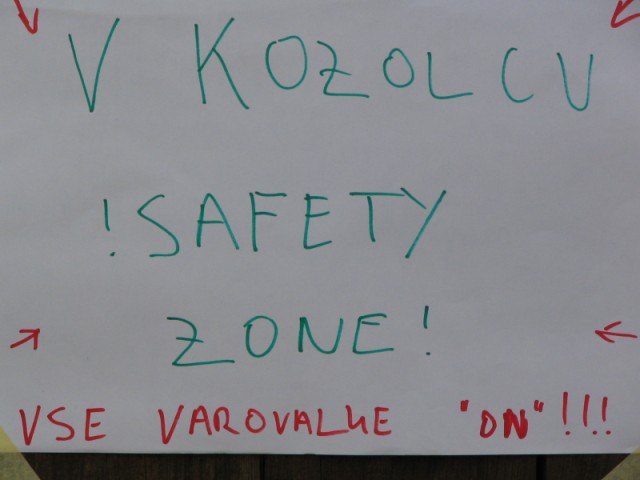 V KOZOLCU
!SAFETY
ZONE!
VSE VAROVALKE "ON"!!!